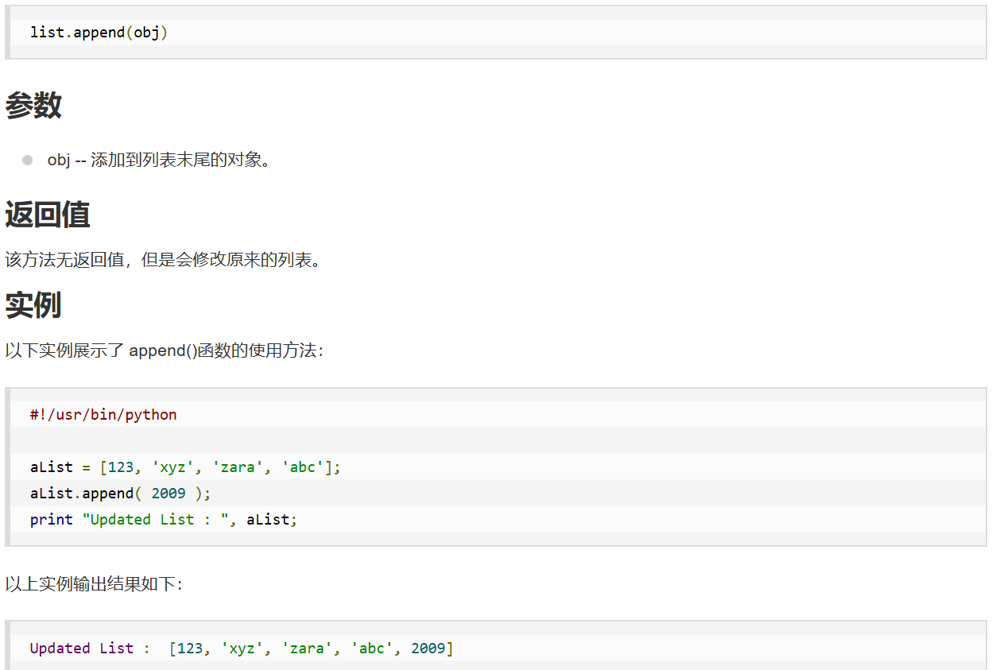 list.append(obj)
参数
obj -- 添加到列表末尾的对象。
返回值
该方法无返回值，但是会修改原来的列表。
实例
以下实例展示了 append()函数的使用方法：
#!/usr/bin/python
aList = [123, 'xyz', 'zara', 'abc'];
aList.append( 2009 );
print "Updated List : ", aList;
以上实例输出结果如下：
Updated List :  [123, 'xyz', 'zara', 'abc', 2009]